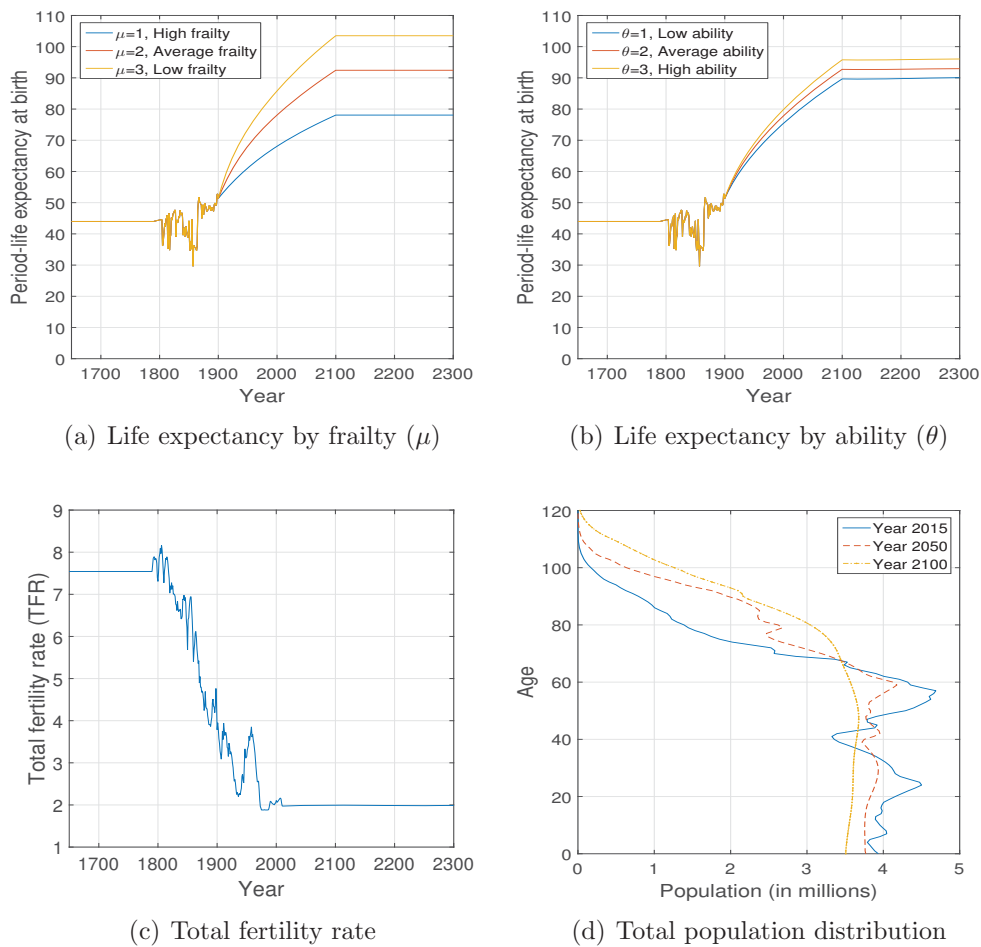 110
100
90
80
70
60
50
40
30
20
10
0
Period-life expectancy at birth
μ=1, High frailty
μ=2, Average frailty
μ=3, Low frailty
1700 1800 1900 2000 2100 2200 2300
Year
(a) Life expectancy by frailty (μ)
110
100
90
80
70
60
50
40
30
20
10
0
Period-life expectancy at birth
θ=1, Low ability
θ=2, Average ability
θ=3, High ability
1700 1800 1900 2000 2100 2200 2300
Year
(b) Life expectancy by ability (θ)
9
8
7
6
5
4
3
2
1
Total fertility rate (TFR)
1700 1800 1900 2000 2100 2200 2300
Year
(c) Total fertility rate
120
100
80
60
40
20
0
Age
Year 2015
Year 2050
Year 2100
0 1 2 3 4 5
Population (in millions)
(d) Total population distribution